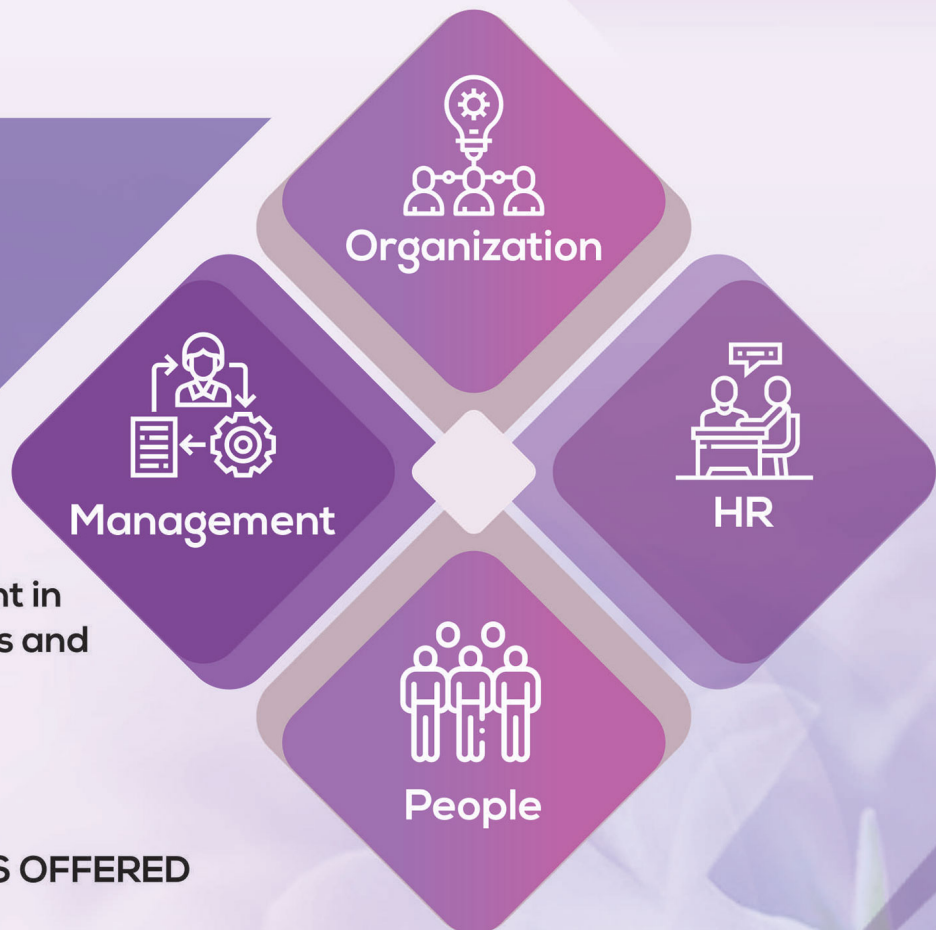 Organization
Management
HR
nt in
s and
People
S OFFERED